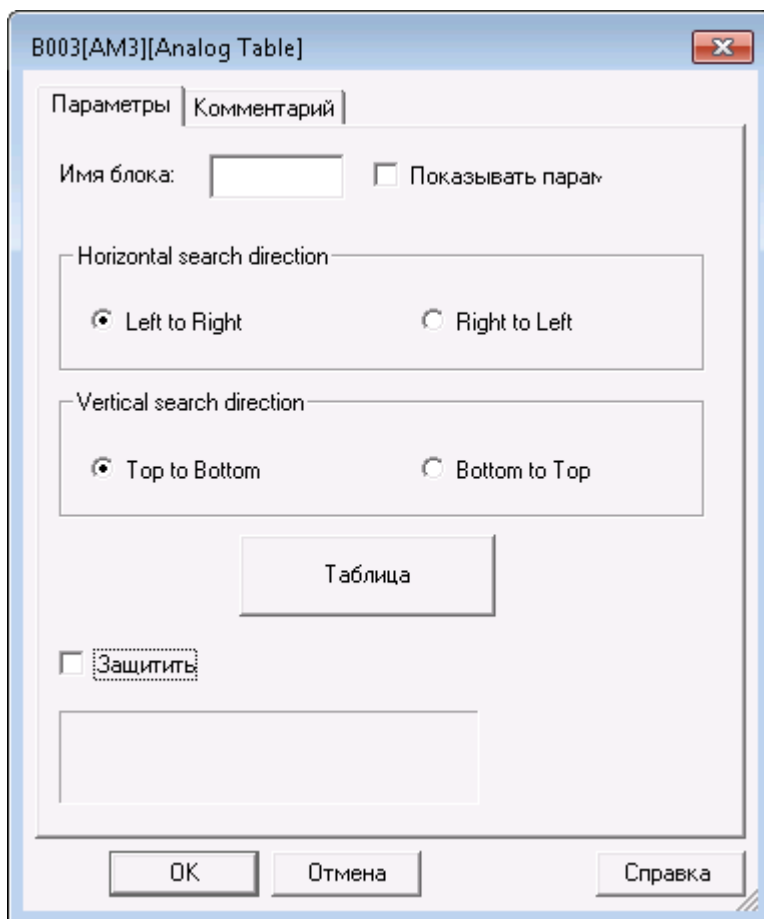 B003[AM3][Analog Table]
Параметры Комментарий
Имя блока: Показывать парам
Horizontal search direction
Left to Right Right to Left
Vertical search direction
Top to Bottom Bottom to Top
Таблица
Защитить
OK Отмена Справка